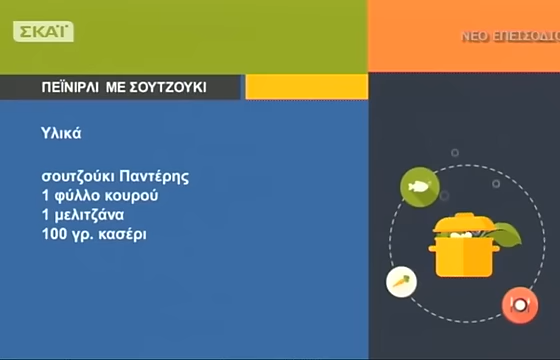 ΣΚΑΪ
ΝΕΟ ΕΠΕΙΣΟΔΙΟ
ΠΕΪΝΙΡΛΙ ΜΕ ΣΟΥΤΖΟΥΚΙ
Υλικά
σουτζούκι Παντέρης
1 φύλλο κουρού
1 μελιτζάνα
100 γρ. κασέρι